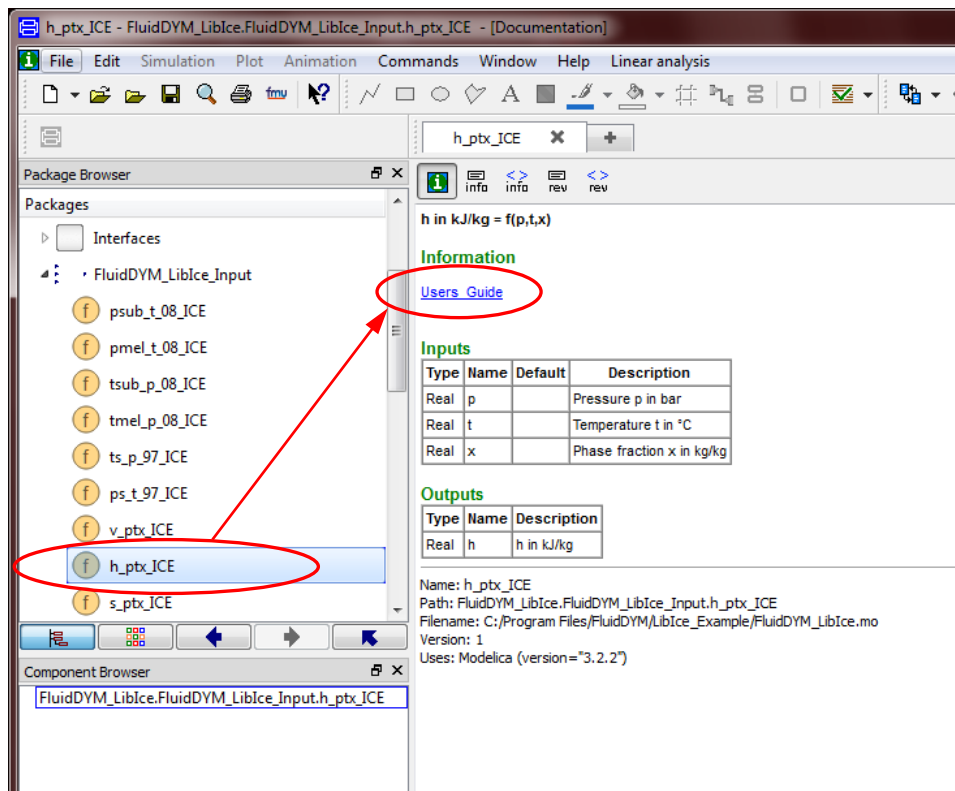 h_ptx_ICE - FluidDYM_LibIce.FluidDYM_LibIce_Input.h_ptx_ICE - [Documentation]
File Edit Simulation Plot Animation Commands Window Help Linear analysis
fmu
A
h_ptx_ICE
Package Browser
info info rev rev
Packages
Interfaces
FluidDYM_LibIce_Input
f psub_t_08_ICE
f pmel_t_08_ICE
f tsub_p_08_ICE
f tmel_p_08_ICE
f ts_p_97_ICE
f ps_t_97_ICE
f v_ptx_ICE
f h_ptx_ICE
f s_ptx_ICE
Component Browser
FluidDYM_LibIce.FluidDYM_LibIce_Input.h_ptx_ICE
h in kJ/kg = f(p,t,x)
Information
Users Guide
Inputs
Type Name Default Description
Real p Pressure p in bar
Real t Temperature t in °C
Real x Phase fraction x in kg/kg
Outputs
Type Name Description
Real h h in kJ/kg
Name: h_ptx_ICE
Path: FluidDYM_LibIce.FluidDYM_LibIce_Input.h_ptx_ICE
Filename: C:/Program Files/FluidDYM/LibIce_Example/FluidDYM_LibIce.mo
Version: 1
Uses: Modelica (version="3.2.2")